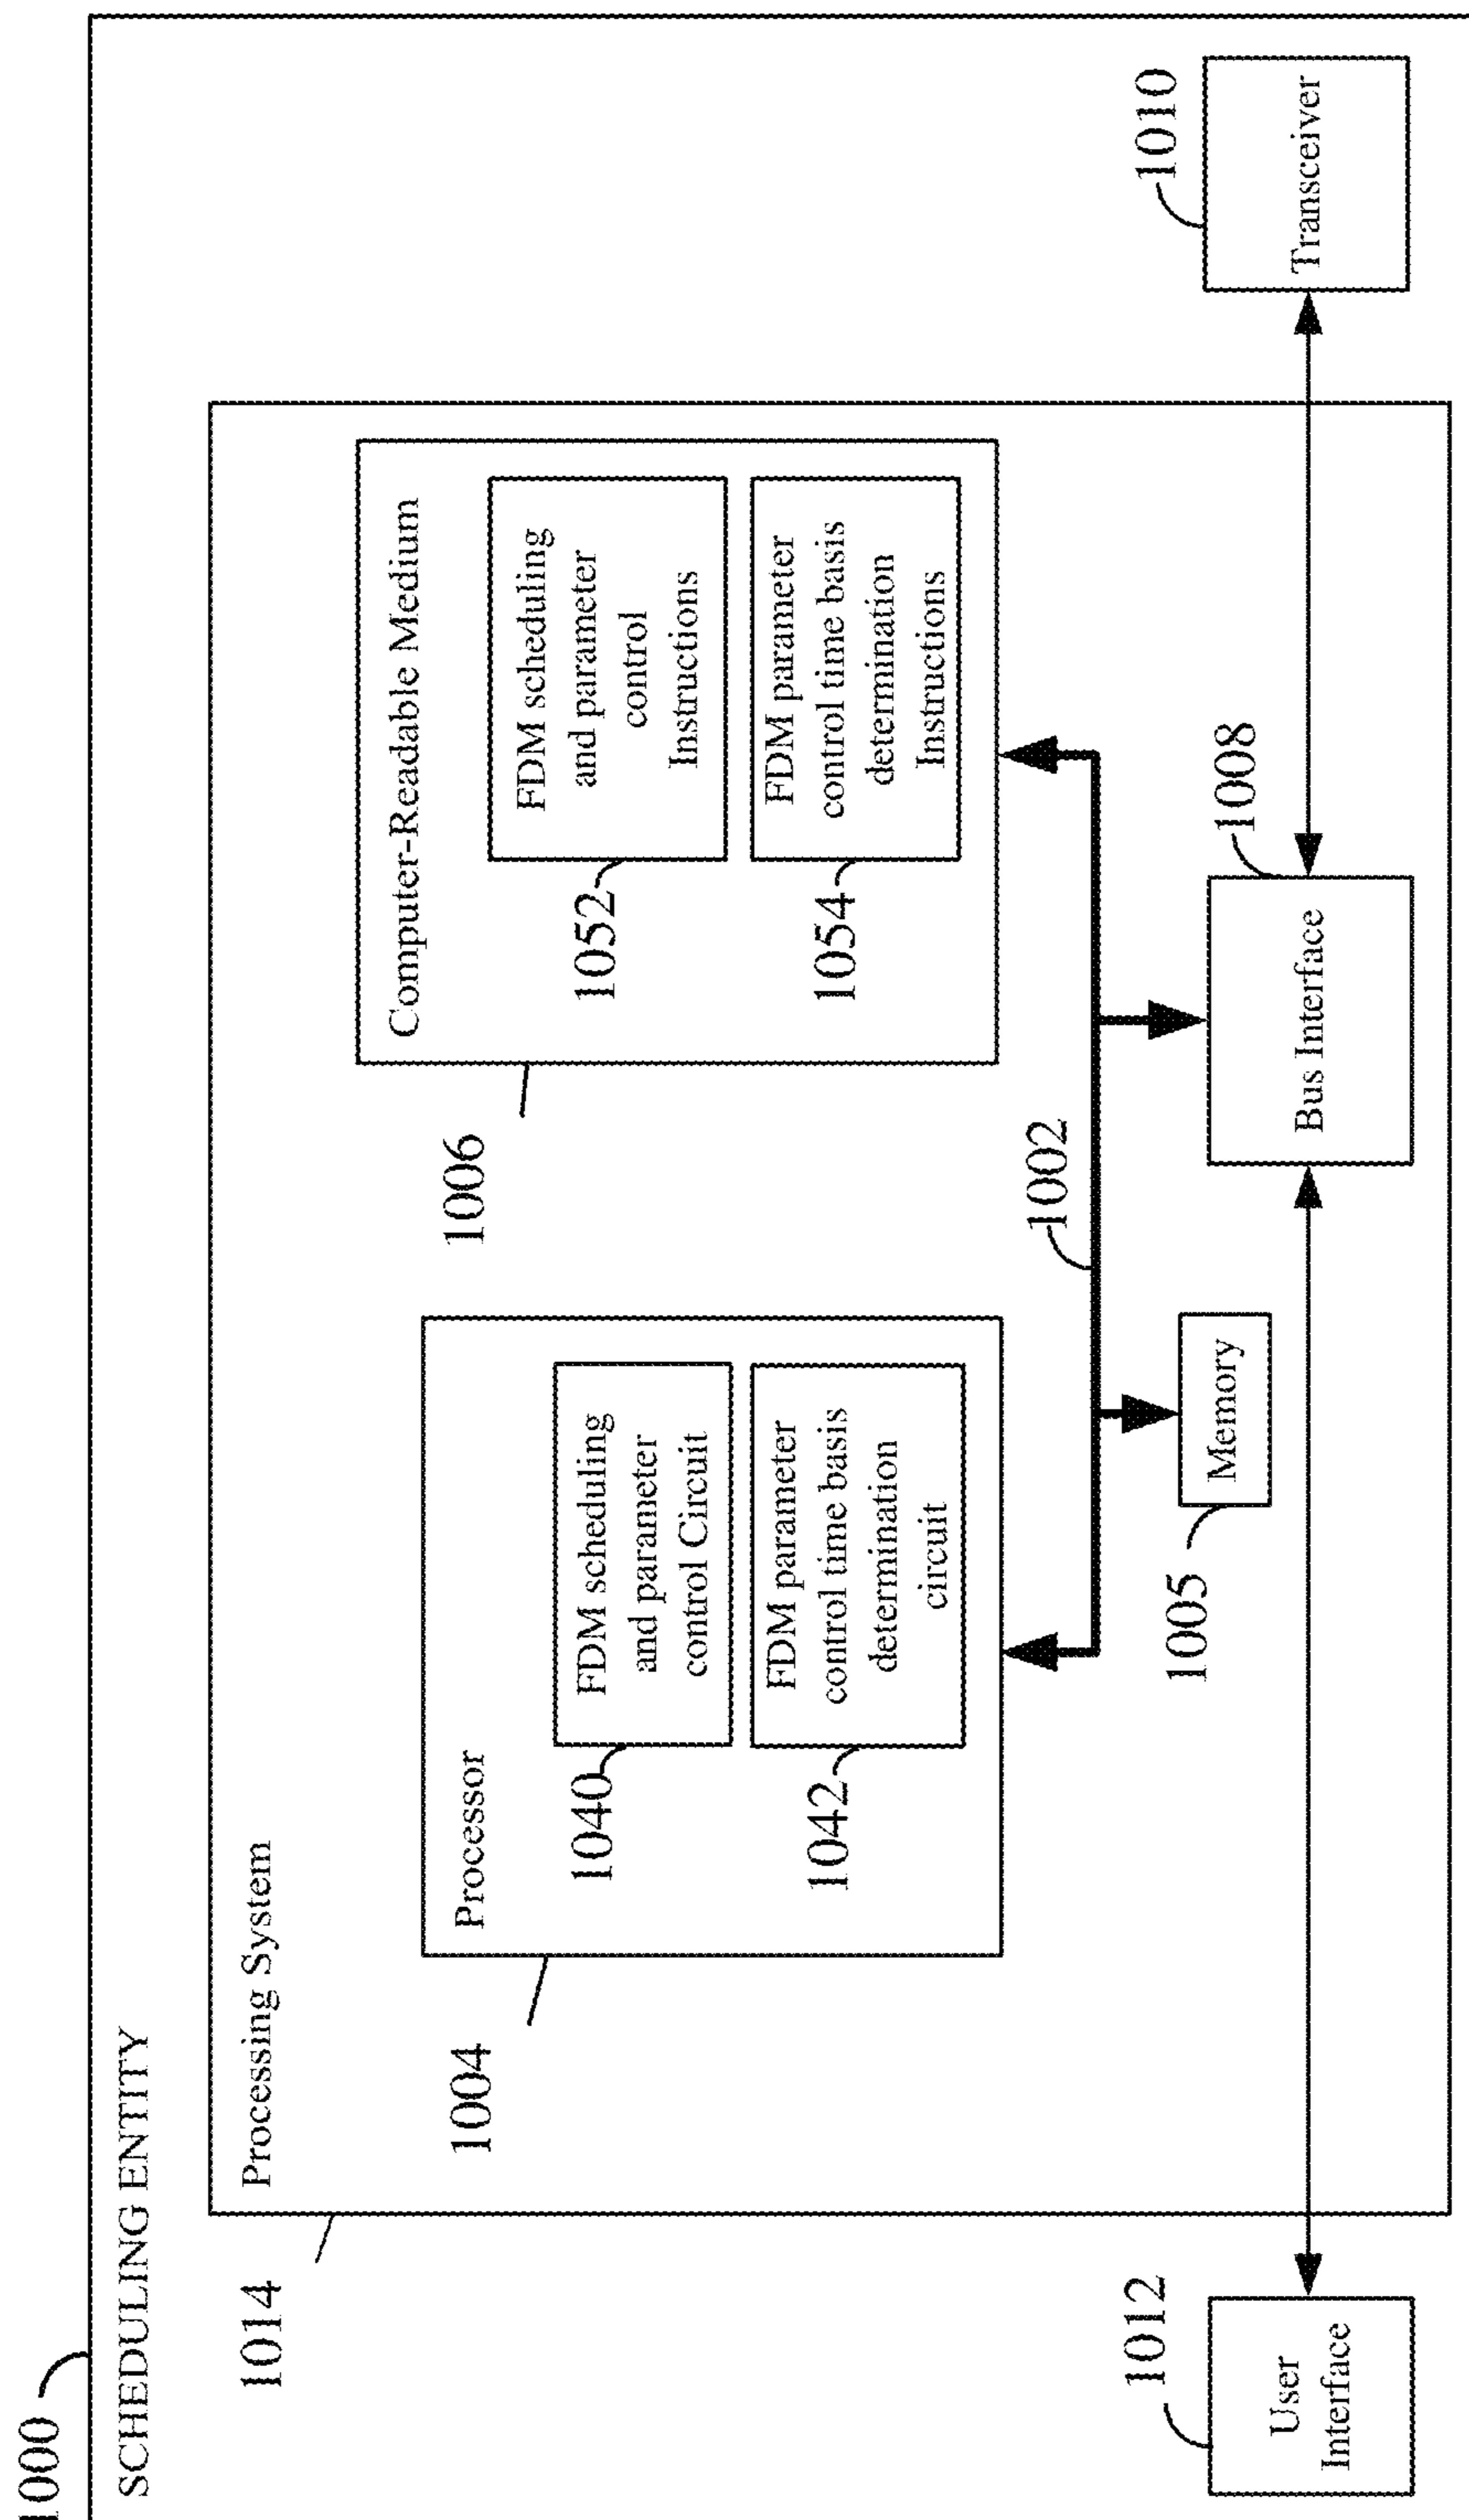 1000
SCHEDULING ENTITY
1014
Processing System
1004
Processor
1040
FDM scheduling
and parameter
control Circuit
1042
FDM parameter
control time basis
determination
circuit
1006
Computer-Readable Medium
1052
FDM scheduling
and parameter
control
Instructions
1054
FDM parameter
control time basis
determination
Instructions
1002
1005
Memory
1008
Bus Interface
1012
User
Interface
1010
Transceiver